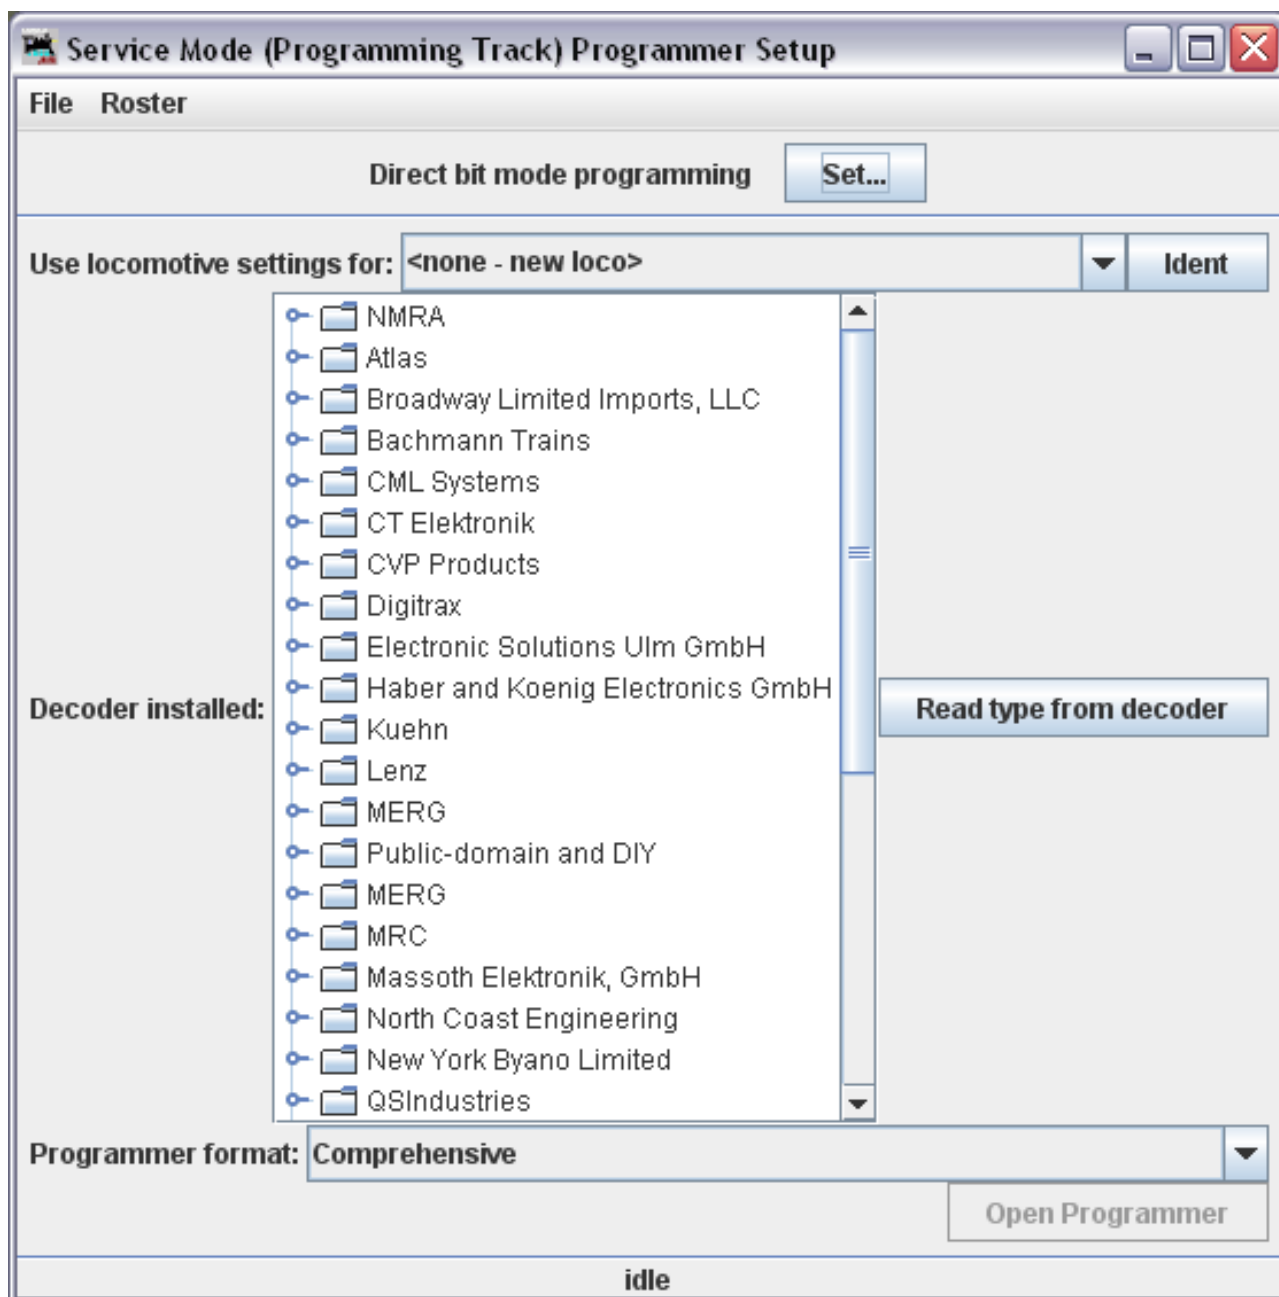 Service Mode (Programming Track) Programmer Setup
File Roster
Direct bit mode programming Set...
Use locomotive settings for: <none - new loco> Ident
NMRA
Atlas
Broadway Limited Imports, LLC
Bachmann Trains
CML Systems
CT Elektronik
CVP Products
Digitrax
Electronic Solutions Ulm GmbH
Haber and Koenig Electronics GmbH
Decoder installed: Read type from decoder
Kuehn
Lenz
MERG
Public-domain and DIY
MERG
MRC
Massoth Elektronik, GmbH
North Coast Engineering
New York Byano Limited
QSIndustries
Programmer format: Comprehensive
Open Programmer
idle